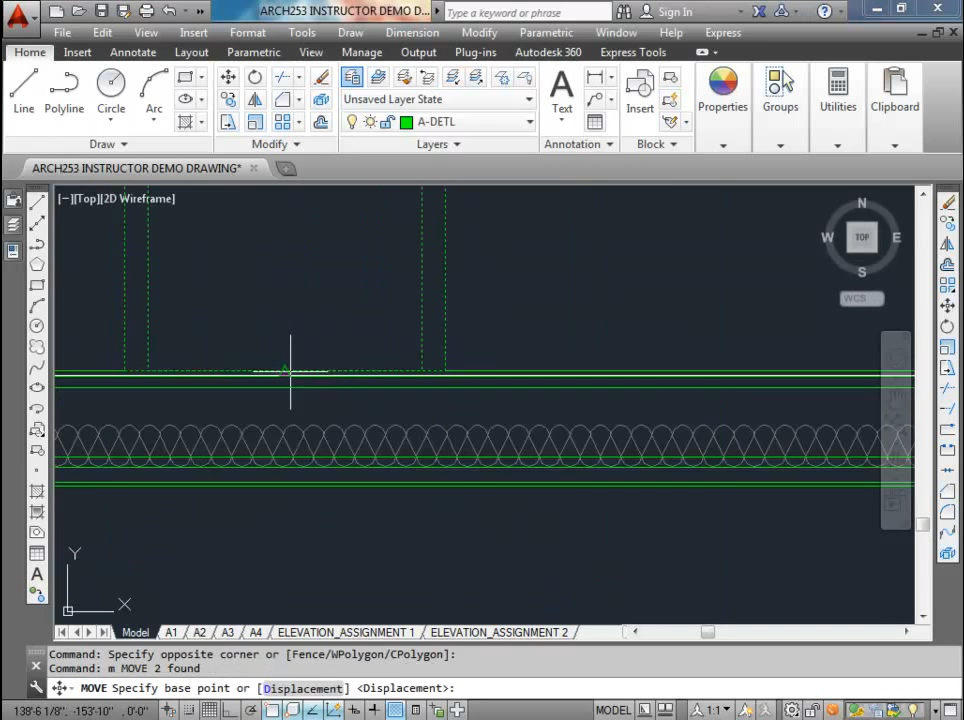 ARCH253 INSTRUCTOR DEMO D...
Type a keyword or phrase
Sign In
File Edit View Insert Format Tools Draw Dimension Modify Parametric Window Help Express
Home Insert Annotate Layout Parametric View Manage Output Plug-ins Autodesk 360 Express Tools
Line Polyline Circle Arc
Unsaved Layer State
A-DETL
Text
Insert
Properties Groups Utilities Clipboard
Draw Modify Layers Annotation Block
ARCH253 INSTRUCTOR DEMO DRAWING*
[−][Top][2D Wireframe]
N
W TOP E
S
WCS
Y
X
Model A1 A2 A3 A4 ELEVATION_ASSIGNMENT 1 ELEVATION_ASSIGNMENT 2
Command: Specify opposite corner or [Fence/WPolygon/CPolygon]:
Command: m MOVE 2 found
MOVE Specify base point or [Displacement] <Displacement>:
138'-6 1/8", -153'-10" , 0'-0"
MODEL
1:1